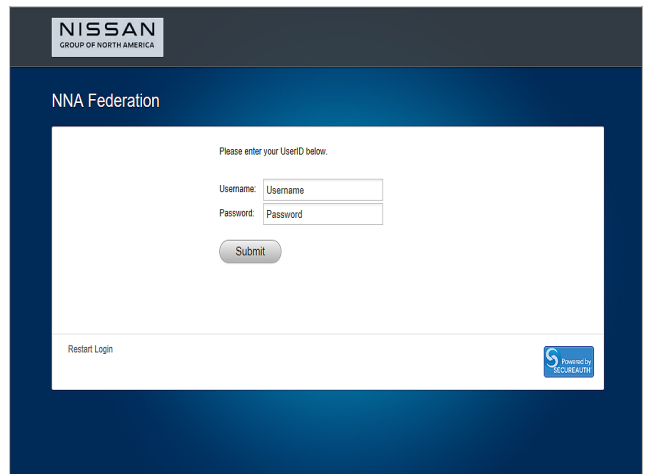 NISSAN
GROUP OF NORTH AMERICA
NNA Federation
Please enter your UserID below.
Username: Username
Password: Password
Submit
Restart Login
Powered by
SECUREAUTH